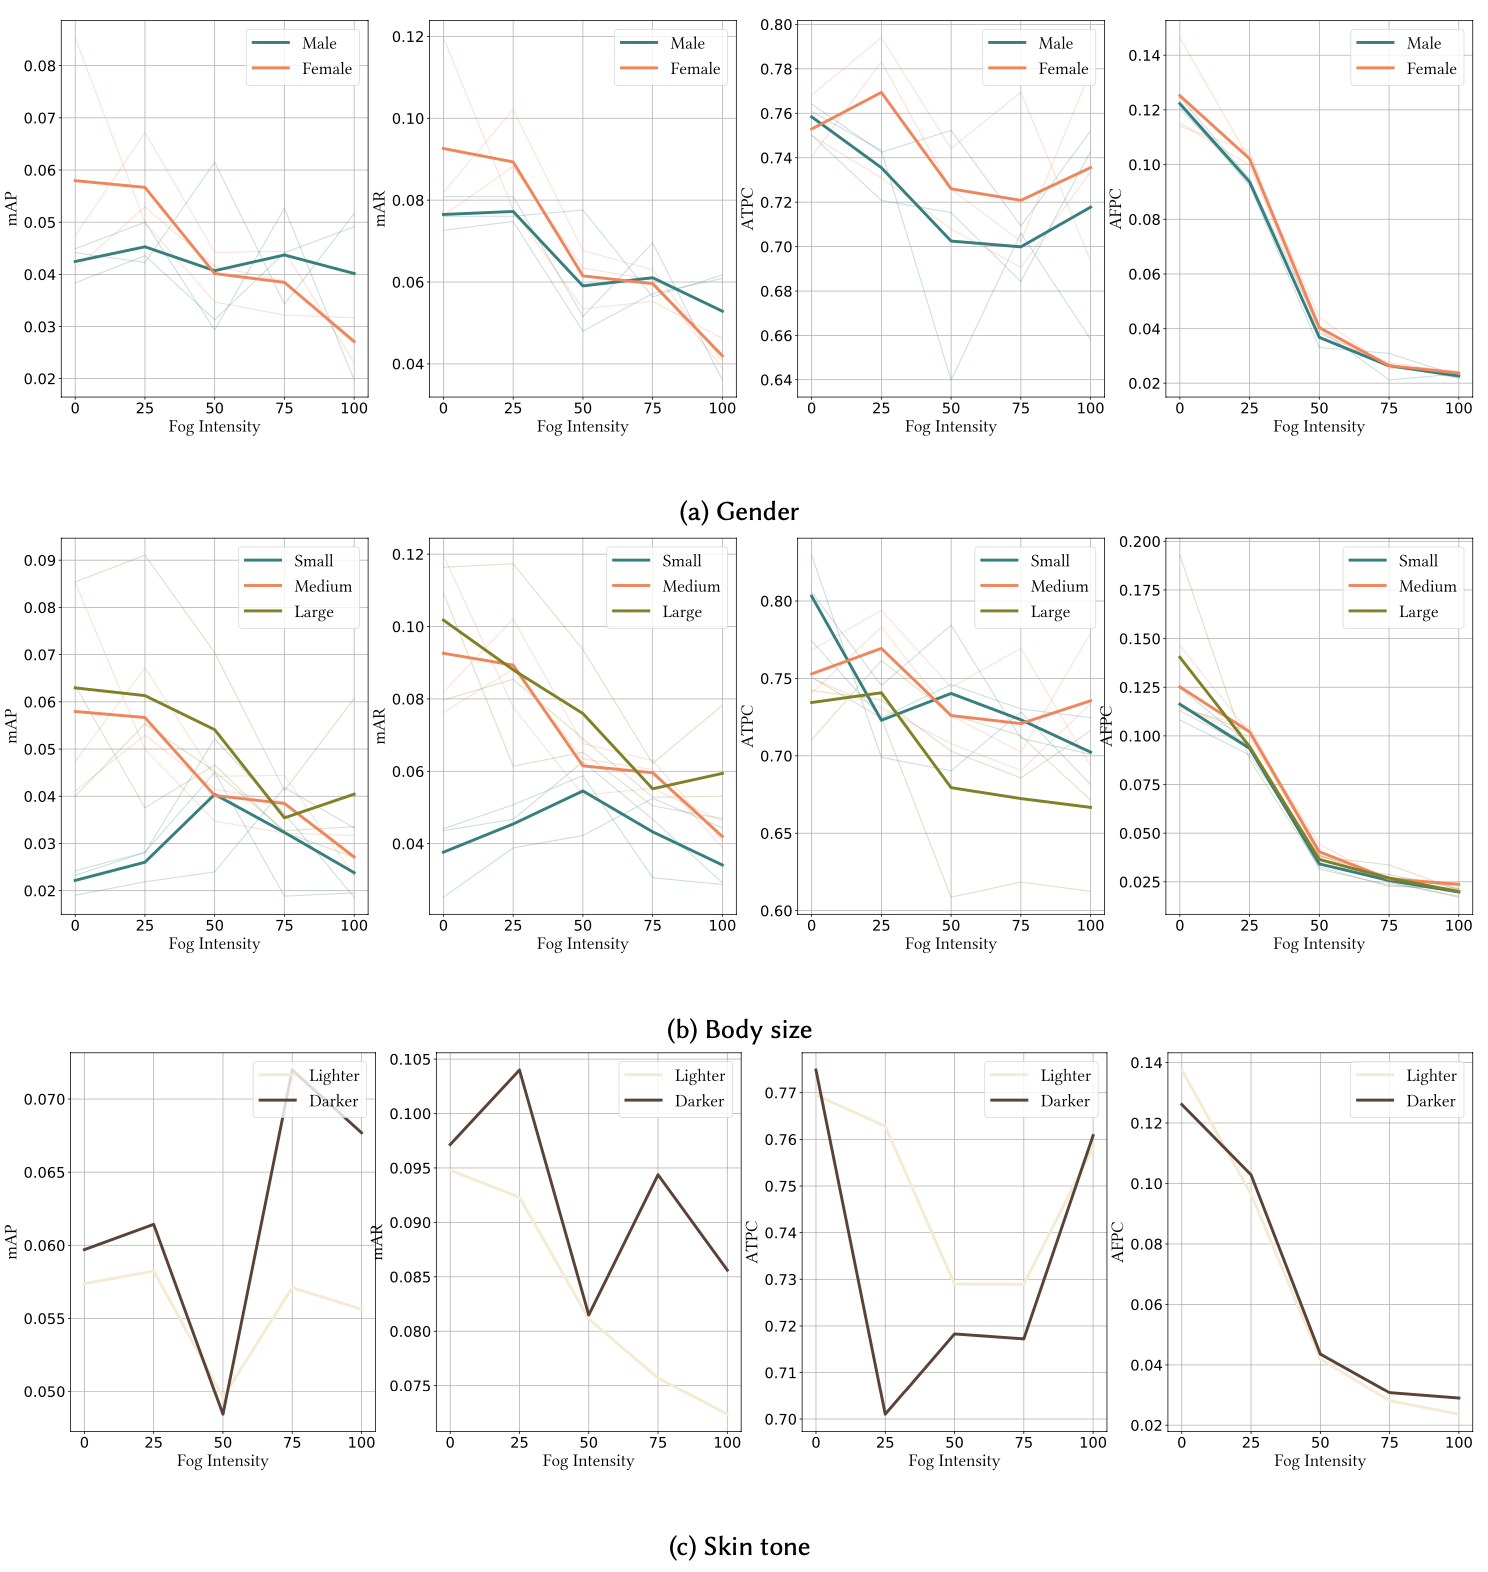 mAP
0.08
0.07
0.06
0.05
0.04
0.03
0.02
0 25 50 75 100
Fog Intensity
Male
Female
mAR
0.12
0.10
0.08
0.06
0.04
0 25 50 75 100
Fog Intensity
Male
Female
ATPC
0.80
0.78
0.76
0.74
0.72
0.70
0.68
0.66
0.64
0 25 50 75 100
Fog Intensity
Male
Female
AFPC
0.14
0.12
0.10
0.08
0.06
0.04
0.02
0 25 50 75 100
Fog Intensity
Male
Female
(a) Gender
mAP
0.09
0.08
0.07
0.06
0.05
0.04
0.03
0.02
0 25 50 75 100
Fog Intensity
Small
Medium
Large
mAR
0.12
0.10
0.08
0.06
0.04
0 25 50 75 100
Fog Intensity
Small
Medium
Large
ATPC
0.80
0.75
0.70
0.65
0.60
0 25 50 75 100
Fog Intensity
Small
Medium
Large
AFPC
0.200
0.175
0.150
0.125
0.100
0.075
0.050
0.025
0 25 50 75 100
Fog Intensity
Small
Medium
Large
(b) Body size
mAP
0.070
0.065
0.060
0.055
0.050
0 25 50 75 100
Fog Intensity
Lighter
Darker
mAR
0.105
0.100
0.095
0.090
0.085
0.080
0.075
0 25 50 75 100
Fog Intensity
Lighter
Darker
ATPC
0.77
0.76
0.75
0.74
0.73
0.72
0.71
0.70
0 25 50 75 100
Fog Intensity
Lighter
Darker
AFPC
0.14
0.12
0.10
0.08
0.06
0.04
0.02
0 25 50 75 100
Fog Intensity
Lighter
Darker
(c) Skin tone